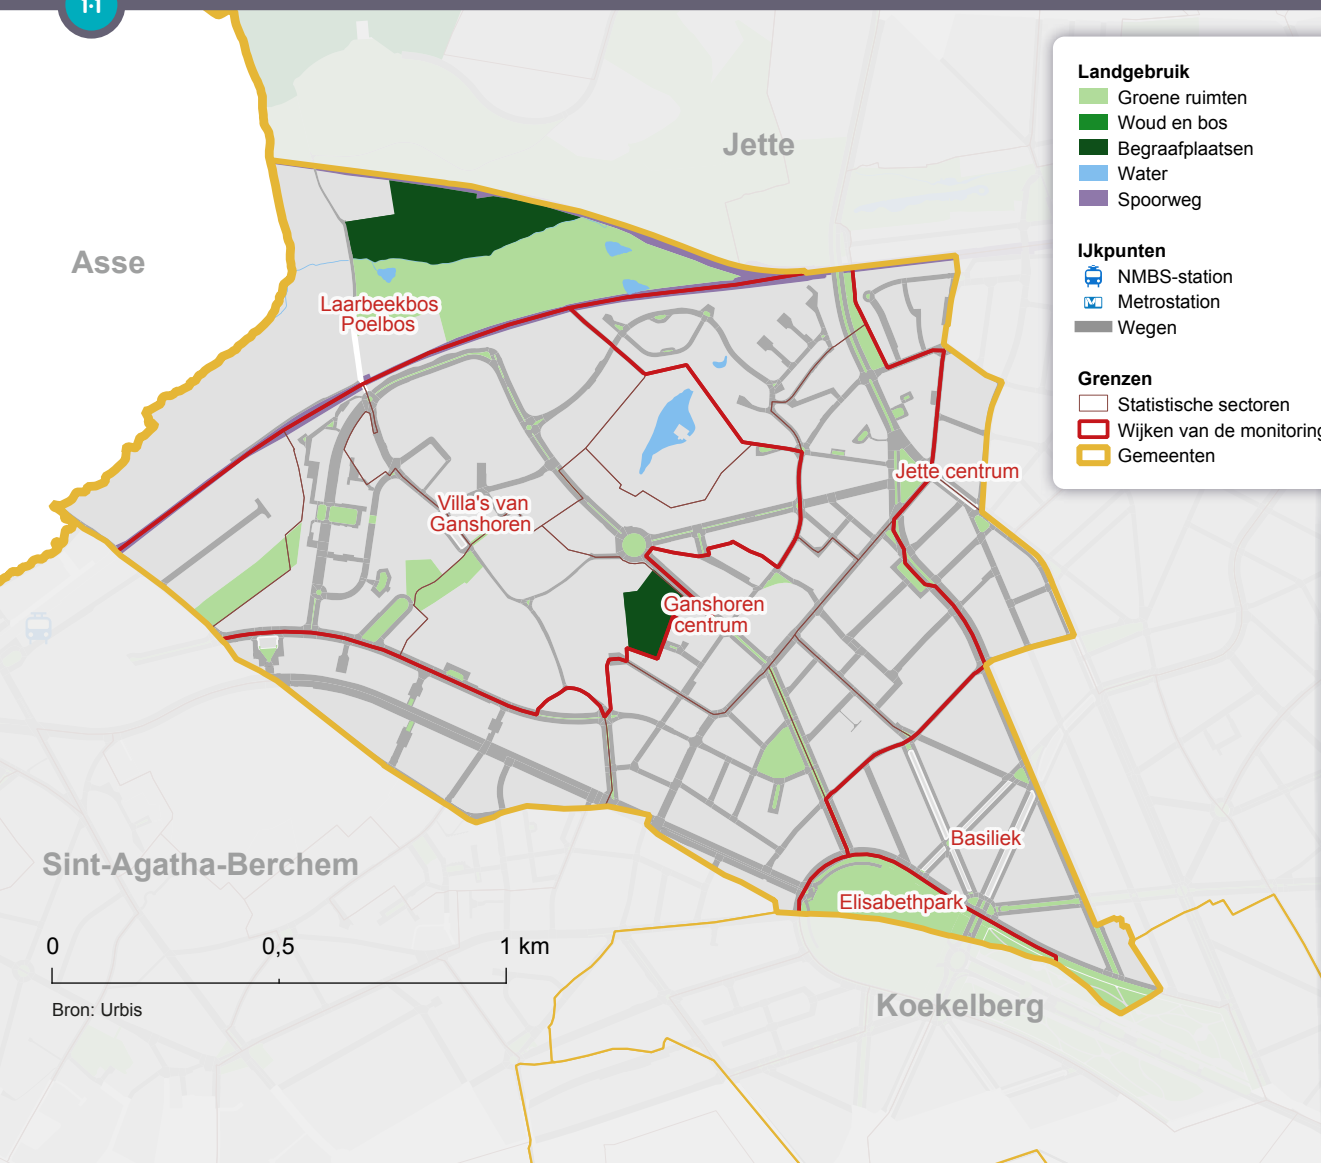 1·1
Landgebruik
Groene ruimten
Woud en bos
Begraafplaatsen
Water
Spoorweg
IJkpunten
NMBS-station
M Metrostation
Wegen
Grenzen
Statistische sectoren
Wijken van de monitoring
Gemeenten
Jette
Asse
Laarbeekbos
Poelbos
Jette centrum
Villa's van
Ganshoren
Ganshoren
centrum
Basiliek
Elisabethpark
Sint-Agatha-Berchem
Koekelberg
0 0,5 1 km
Bron: Urbis